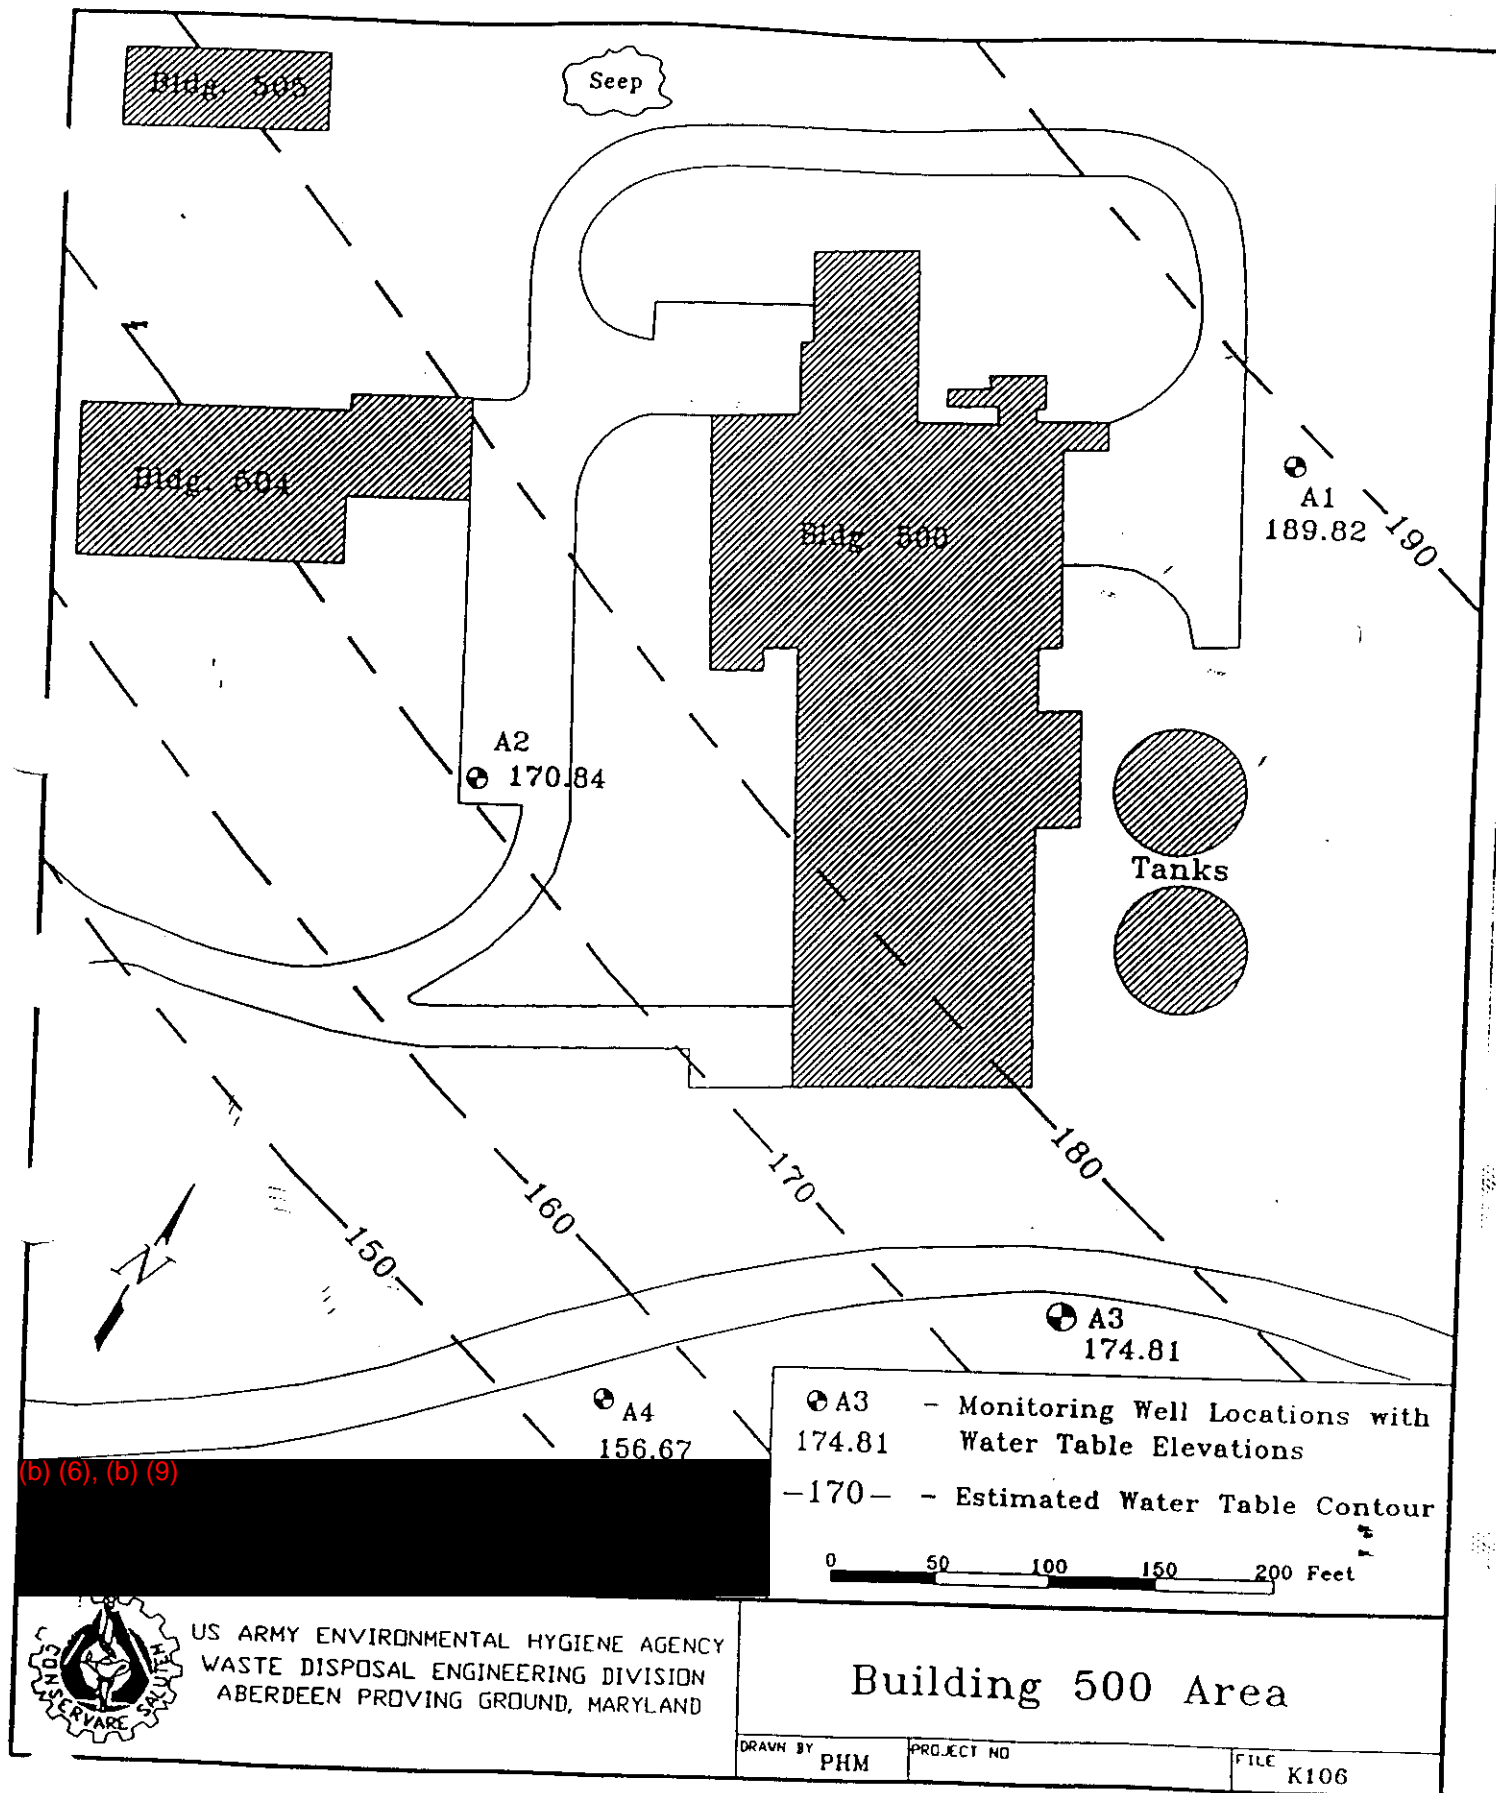 Bldg. 505
Seep
Bldg. 504
Bldg. 500
A1
189.82
190
A2
170.84
Tanks
180
170
160
150
N
A3
174.81
A4
156.67
A3 - Monitoring Well Locations with
174.81 Water Table Elevations
-170- - Estimated Water Table Contour
0 50 100 150 200 Feet
(b) (6), (b) (9)
CONSERVARE SALUTEM
US ARMY ENVIRONMENTAL HYGIENE AGENCY
WASTE DISPOSAL ENGINEERING DIVISION
ABERDEEN PROVING GROUND, MARYLAND
Building 500 Area
DRAWN BY PHM
PROJECT NO
FILE K106